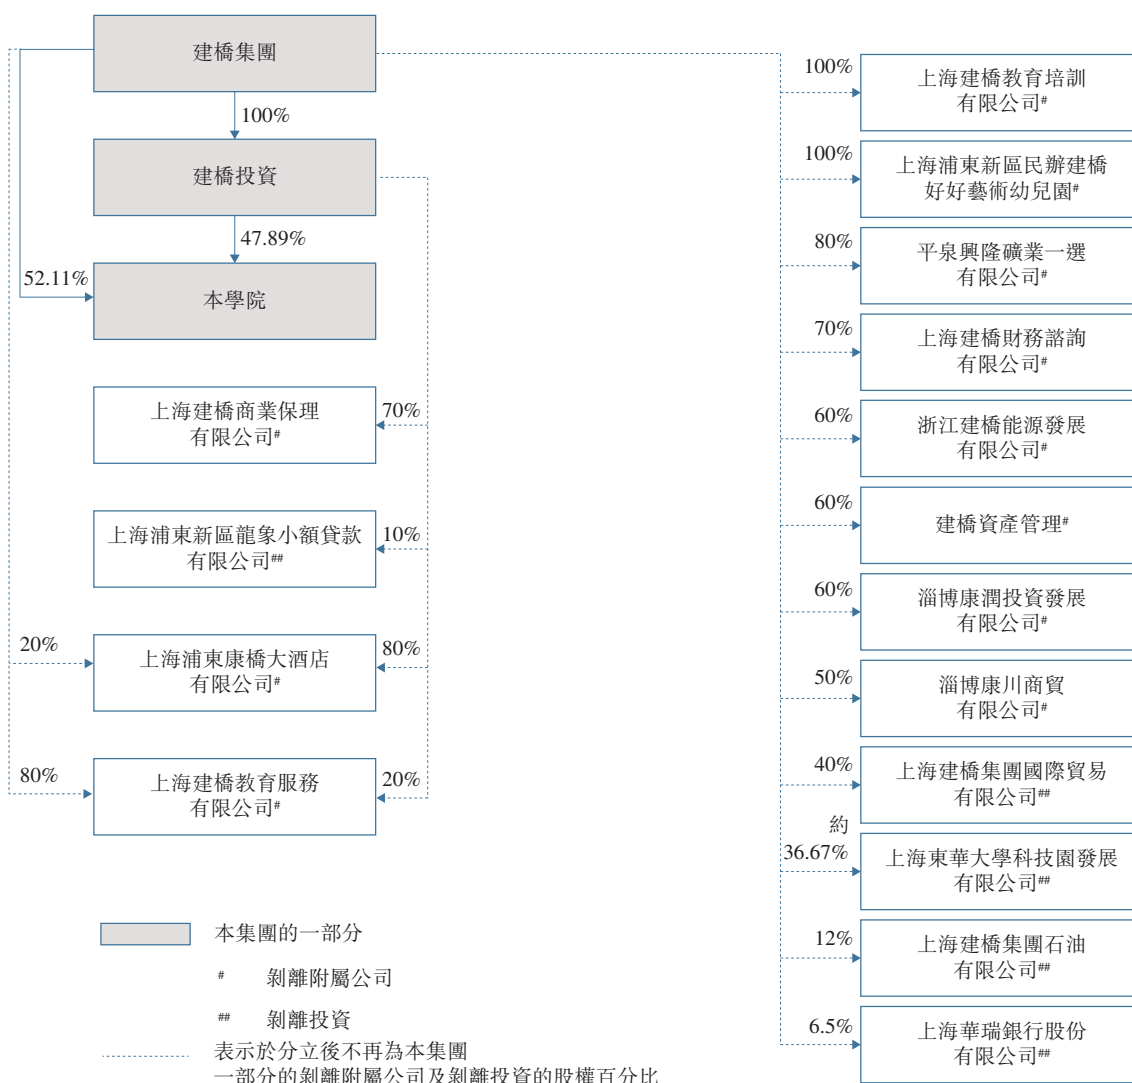 建橋集團
100%
建橋投資
47.89%
52.11%
本學院
上海建橋商業保理
有限公司#
70%
上海浦東新區龍象小額貸款
有限公司##
10%
20%
上海浦東康橋大酒店
有限公司#
80%
80%
上海建橋教育服務
有限公司#
20%
100%
上海建橋教育培訓
有限公司#
100%
上海浦東新區民辦建橋
好好藝術幼兒園#
80%
平泉興隆礦業一選
有限公司#
70%
上海建橋財務諮詢
有限公司#
60%
浙江建橋能源發展
有限公司#
60%
建橋資產管理#
60%
淄博康潤投資發展
有限公司#
50%
淄博康川商貿
有限公司#
40%
上海建橋集團國際貿易
有限公司##
約
36.67%
上海東華大學科技園發展
有限公司##
12%
上海建橋集團石油
有限公司##
6.5%
上海華瑞銀行股份
有限公司##
本集團的一部分
# 剝離附屬公司
## 剝離投資
表示於分立後不再為本集團
一部分的剝離附屬公司及剝離投資的股權百分比